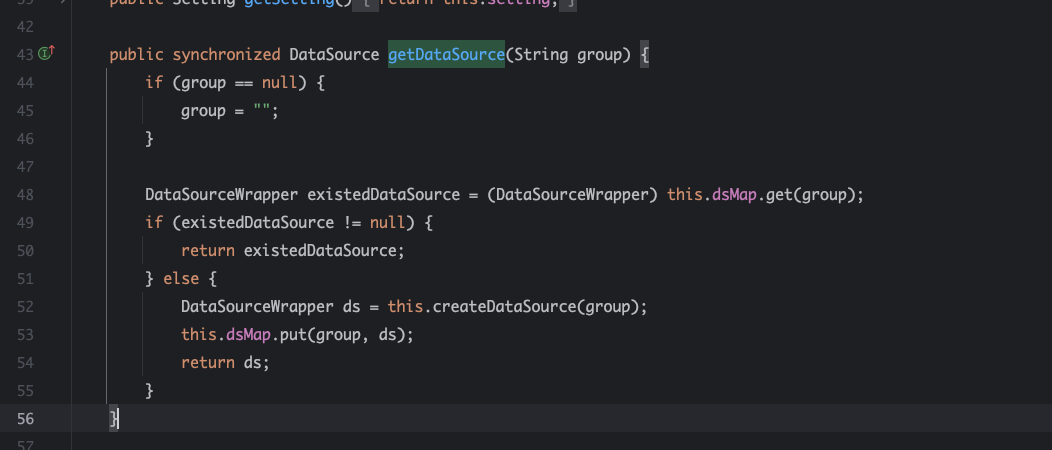 public Setting getSetting() { return this.setting; }
42
43 public synchronized DataSource getDataSource(String group) {
44 if (group == null) {
45 group = "";
46 }
47
48 DataSourceWrapper existedDataSource = (DataSourceWrapper) this.dsMap.get(group);
49 if (existedDataSource != null) {
50 return existedDataSource;
51 } else {
52 DataSourceWrapper ds = this.createDataSource(group);
53 this.dsMap.put(group, ds);
54 return ds;
55 }
56 }
57